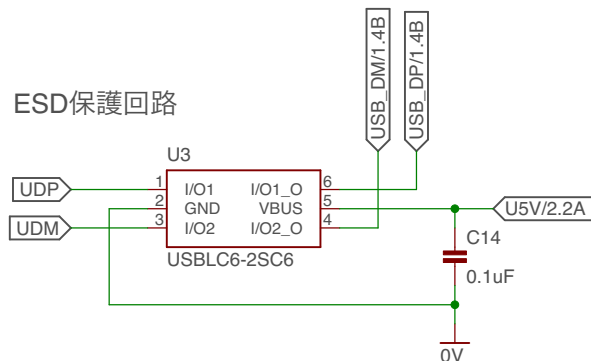 USB_DM/1.4B
USB_DP/1.4B
ESD保護回路
U3
UDP
1
I/O1
I/O1_O
6
2
GND
VBUS
5
U5V/2.2A
UDM
3
I/O2
I/O2_O
4
USBLC6-2SC6
C14
0.1uF
0V